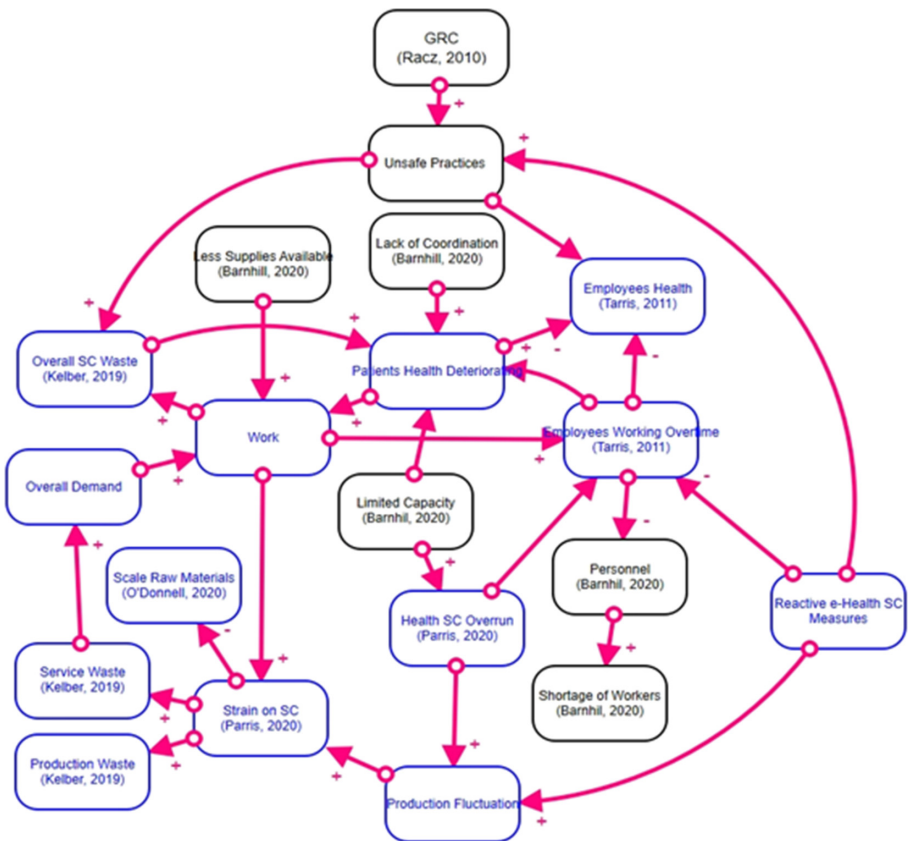 GRC
(Racz, 2010)
+
+
Unsafe Practices
Less Supplies Available
(Barnhill, 2020)
Lack of Coordination
(Barnhill, 2020)
Employees Health
(Tarris, 2011)
+
+
+
+
-
-
Overall SC Waste
(Kelber, 2019)
Patients Health Deteriorating
+
+
+
Work
Employees Working Overtime
(Tarris, 2011)
+
Overall Demand
+
-
Limited Capacity
(Barnhil, 2020)
-
+
+
Scale Raw Materials
(O'Donnell, 2020)
Personnel
(Barnhil, 2020)
Reactive e-Health SC
Measures
Health SC Overrun
(Parris, 2020)
-
+
+
Service Waste
(Kelber, 2019)
Strain on SC
(Parris, 2020)
Shortage of Workers
(Barnhil, 2020)
+
+
+
+
Production Waste
(Kelber, 2019)
Production Fluctuation
+